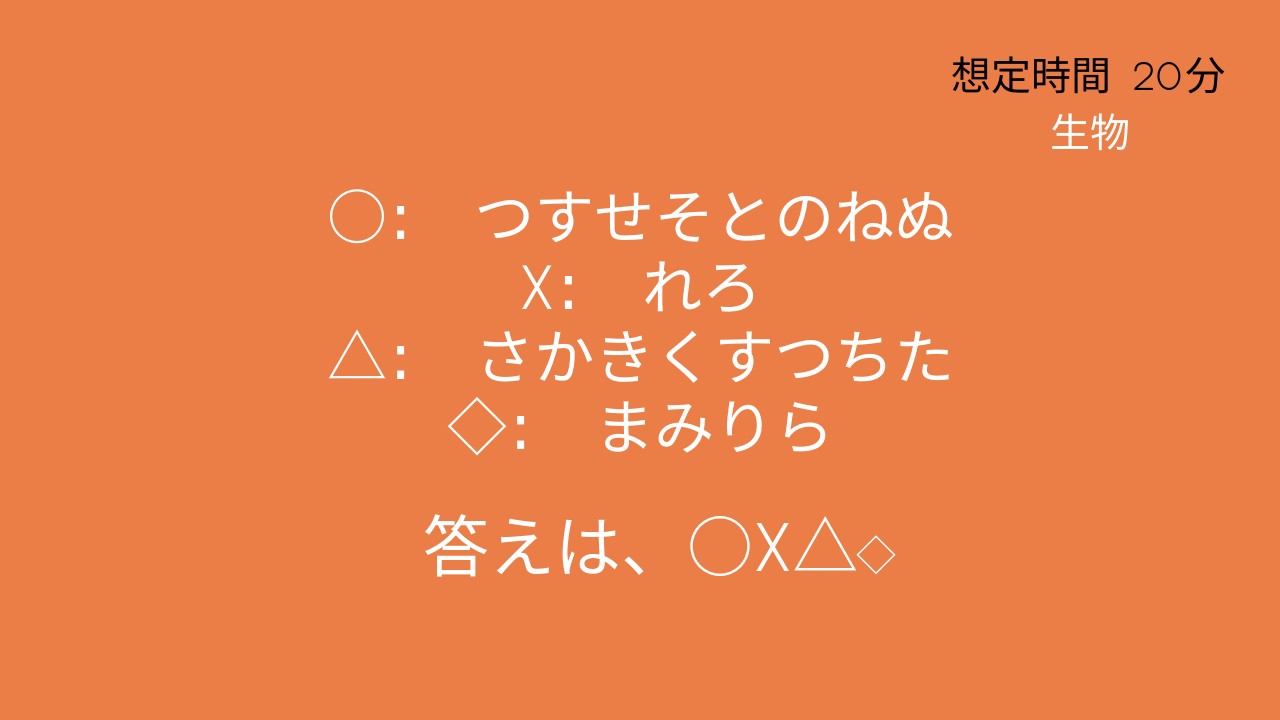 想定時間 20分
生物
○: つすせそとのねぬ
X: れろ
△: さかきくすつちた
◇: まみりら
答えは、○X△◇